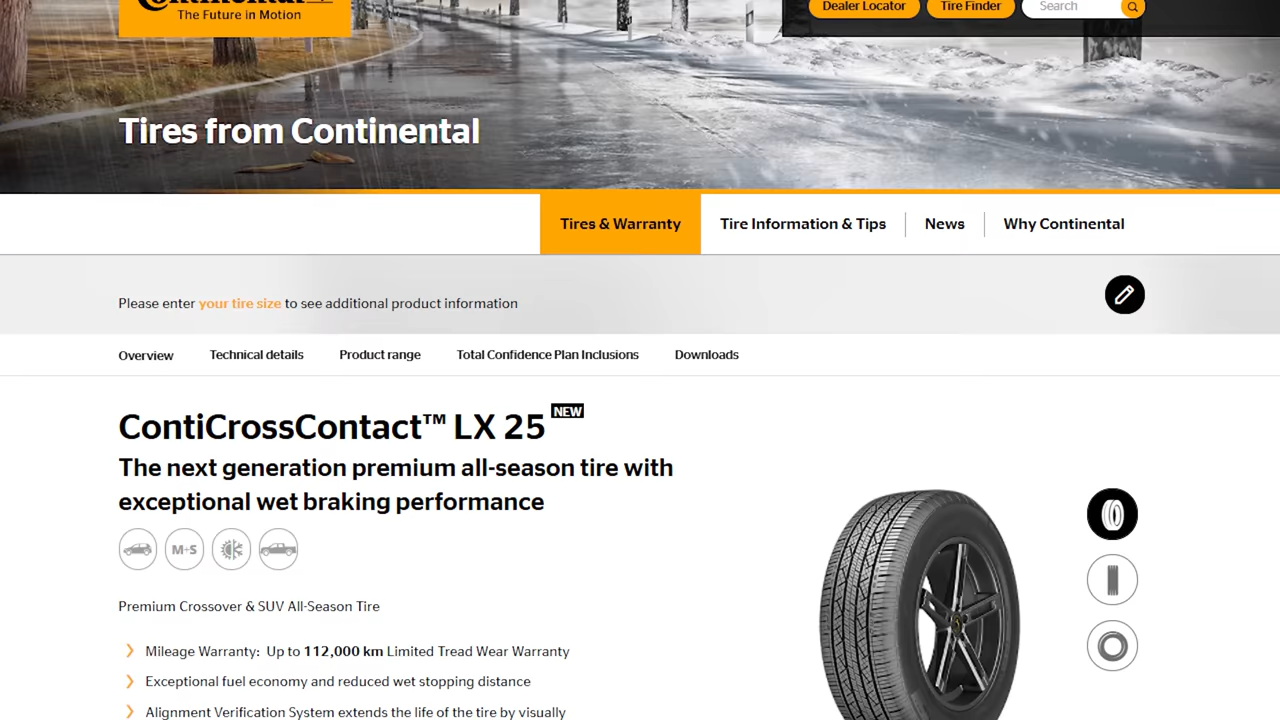 Continental
The Future in Motion
Dealer Locator
Tire Finder
Search
Tires from Continental
Tires & Warranty
Tire Information & Tips
News
Why Continental
Please enter your tire size to see additional product information
Overview
Technical details
Product range
Total Confidence Plan Inclusions
Downloads
ContiCrossContact™ LX 25 NEW
The next generation premium all-season tire with
exceptional wet braking performance
M+S
Premium Crossover & SUV All-Season Tire
Mileage Warranty: Up to 112,000 km Limited Tread Wear Warranty
Exceptional fuel economy and reduced wet stopping distance
Alignment Verification System extends the life of the tire by visually